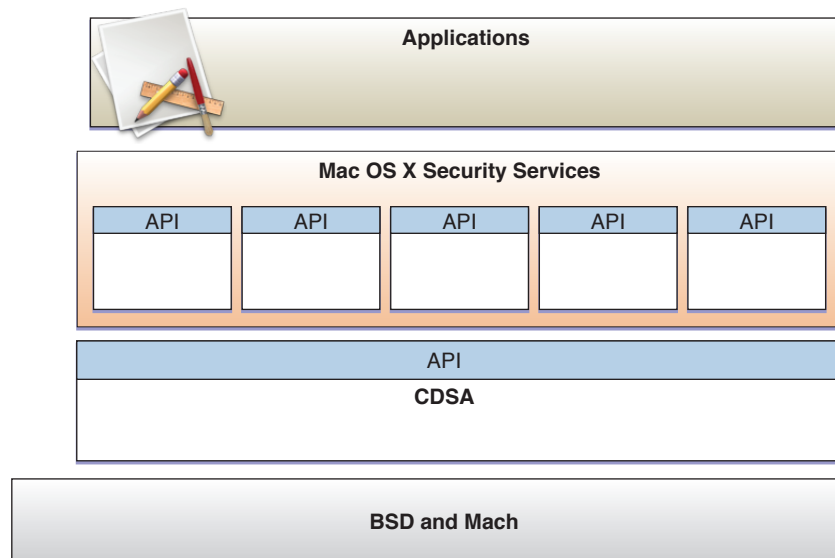 Applications
Mac OS X Security Services
API API API API API
API
CDSA
BSD and Mach